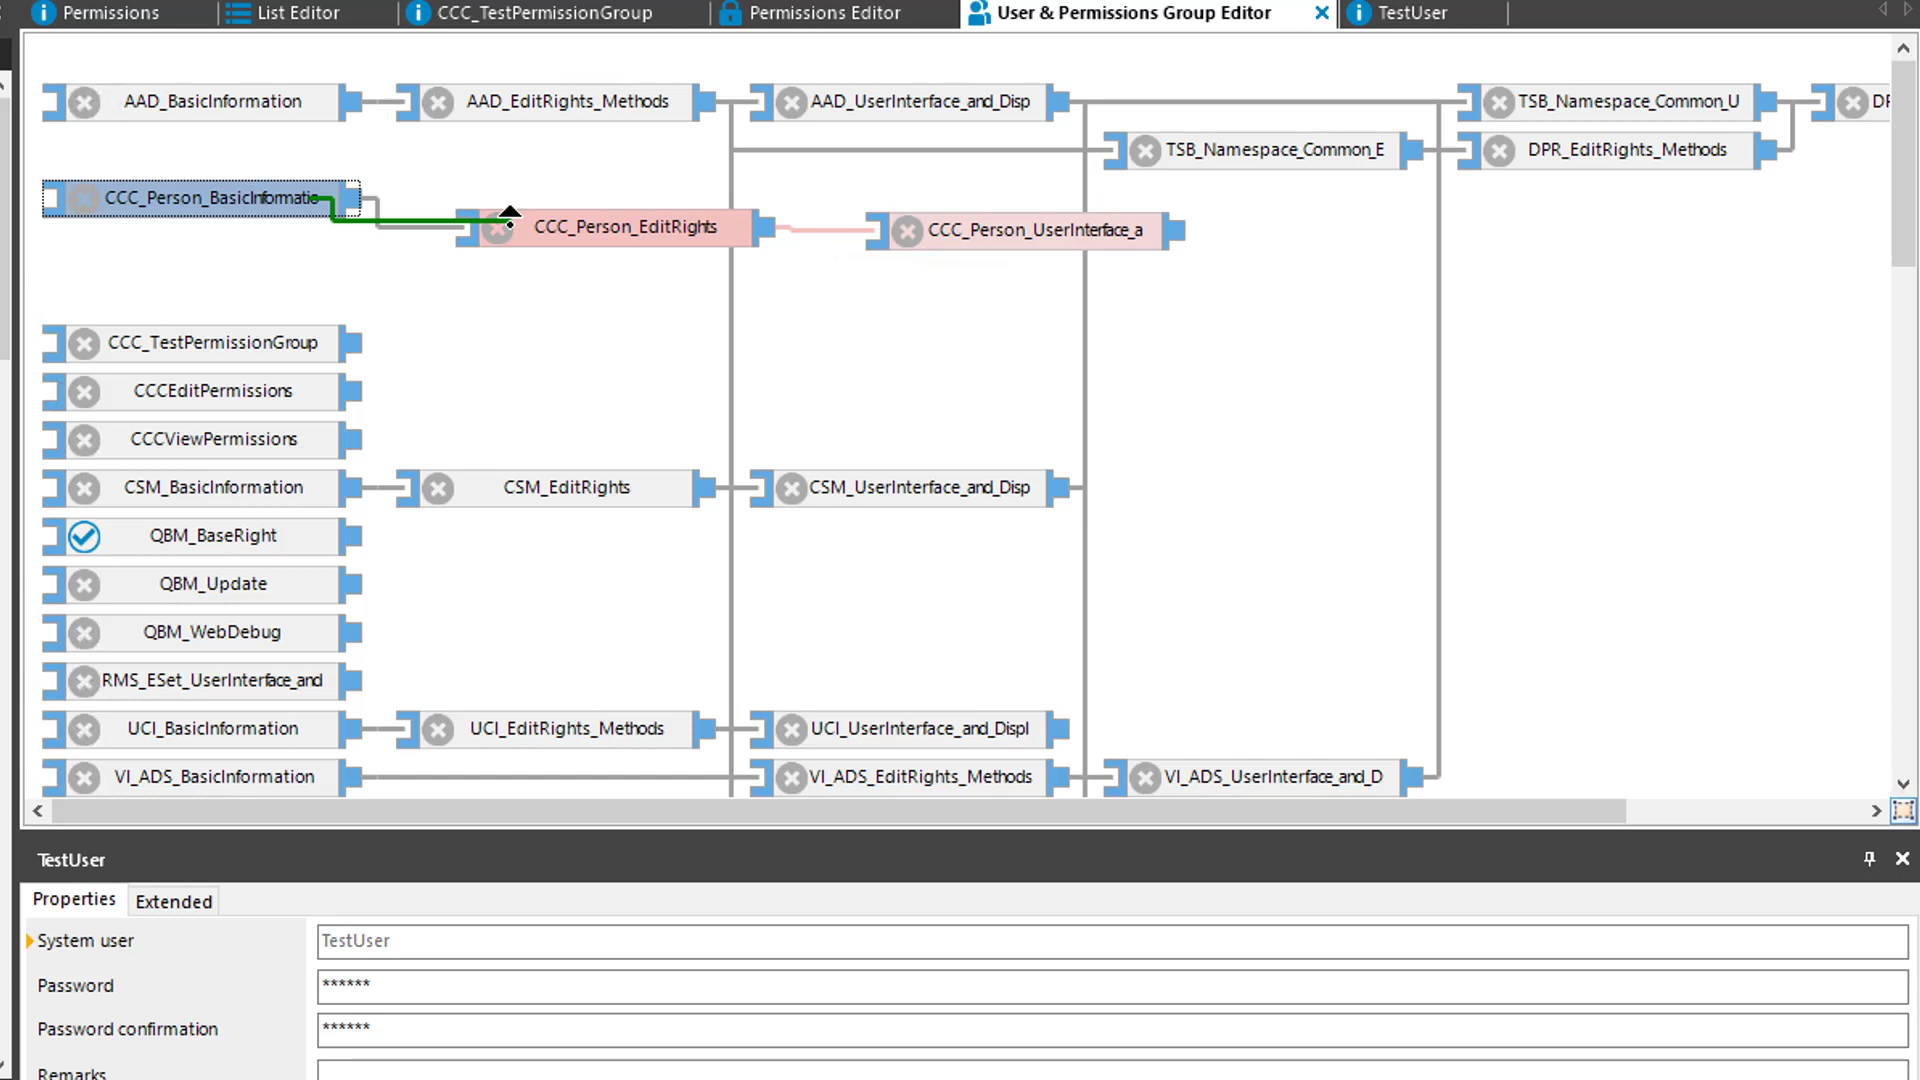 Permissions
List Editor
CCC_TestPermissionGroup
Permissions Editor
User & Permissions Group Editor
TestUser
AAD_BasicInformation
AAD_EditRights_Methods
AAD_UserInterface_and_Disp
TSB_Namespace_Common_U
TSB_Namespace_Common_E
DPR_EditRights_Methods
CCC_Person_BasicInformatio
CCC_Person_EditRights
CCC_Person_UserInterface_a
CCC_TestPermissionGroup
CCCEditPermissions
CCCViewPermissions
CSM_BasicInformation
CSM_EditRights
CSM_UserInterface_and_Disp
QBM_BaseRight
QBM_Update
QBM_WebDebug
RMS_ESet_UserInterface_and
UCI_BasicInformation
UCI_EditRights_Methods
UCI_UserInterface_and_Displ
VI_ADS_BasicInformation
VI_ADS_EditRights_Methods
VI_ADS_UserInterface_and_D
TestUser
Properties
Extended
System user
TestUser
Password
******
Password confirmation
******
Remarks